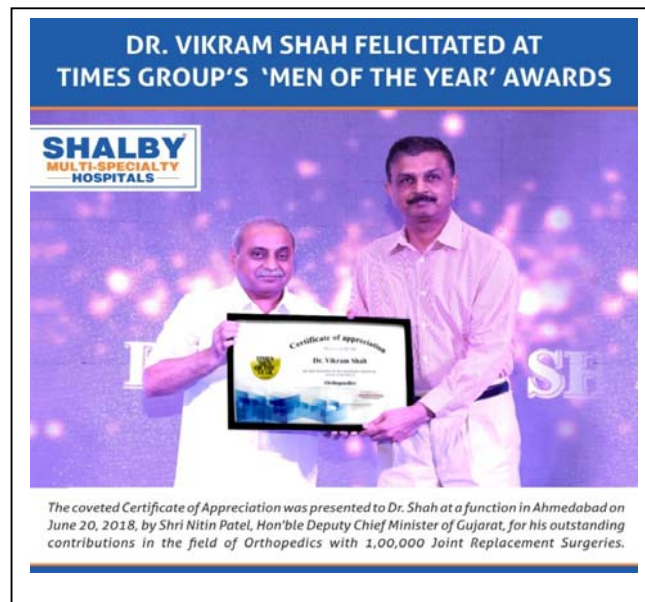 DR. VIKRAM SHAH FELICITATED AT
TIMES GROUP'S ‘MEN OF THE YEAR’ AWARDS
SHALBY
MULTI-SPECIALTY
HOSPITALS
Certificate of appreciation
Dr. Vikram Shah
Orthopaedics
SH
The coveted Certificate of Appreciation was presented to Dr. Shah at a function in Ahmedabad on
June 20, 2018, by Shri Nitin Patel, Hon'ble Deputy Chief Minister of Gujarat, for his outstanding
contributions in the field of Orthopedics with 1,00,000 Joint Replacement Surgeries.